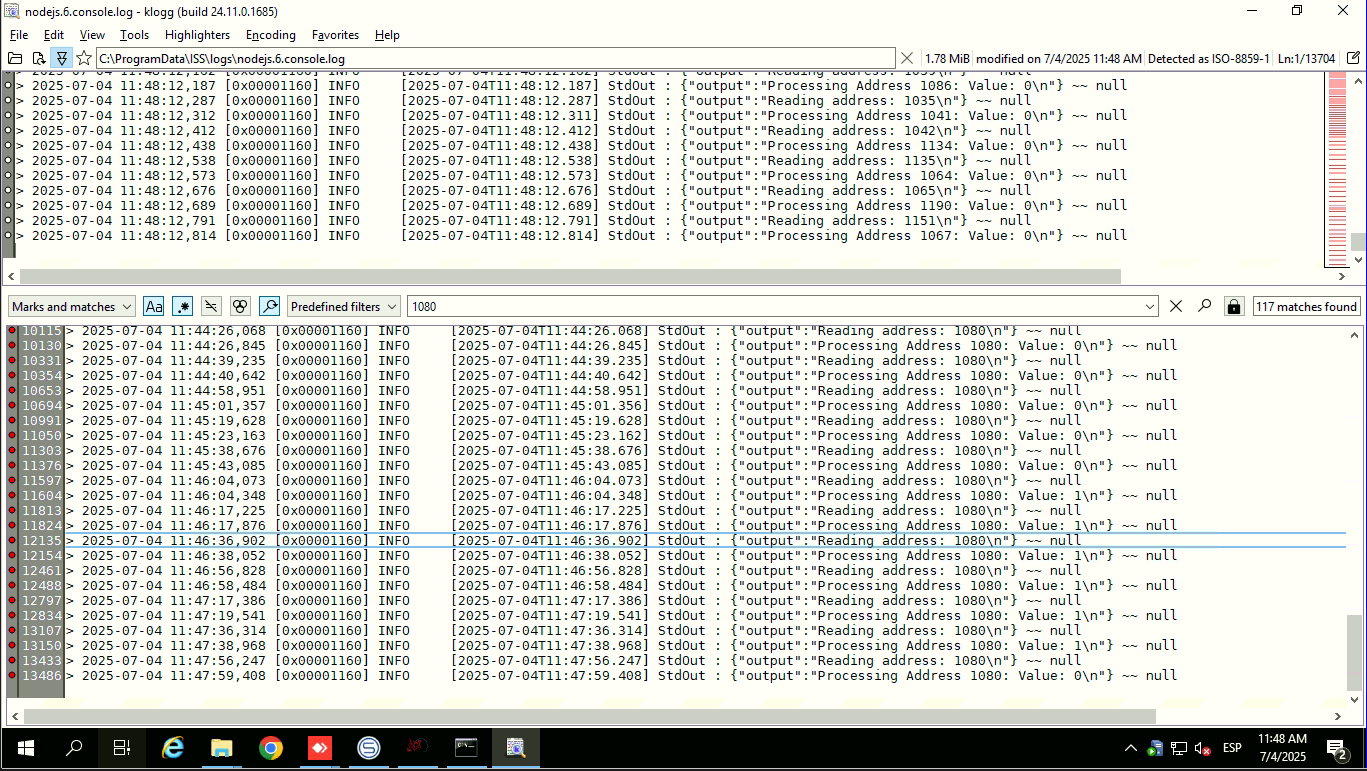 nodejs.6.console.log - klogg (build 24.11.0.1685)
File Edit View Tools Highlighters Encoding Favorites Help
C:\ProgramData\ISS\logs\nodejs.6.console.log 1.78 MiB modified on 7/4/2025 11:48 AM Detected as ISO-8859-1 Ln:1/13704
> 2025-07-04 11:48:12,162 [0x00001160] INFO [2025-07-04T11:48:12.162] StdOut : {"output":"Reading address: 1059\n"} ~~ null
> 2025-07-04 11:48:12,187 [0x00001160] INFO [2025-07-04T11:48:12.187] StdOut : {"output":"Processing Address 1086: Value: 0\n"} ~~ null
> 2025-07-04 11:48:12,287 [0x00001160] INFO [2025-07-04T11:48:12.287] StdOut : {"output":"Reading address: 1035\n"} ~~ null
> 2025-07-04 11:48:12,312 [0x00001160] INFO [2025-07-04T11:48:12.311] StdOut : {"output":"Processing Address 1041: Value: 0\n"} ~~ null
> 2025-07-04 11:48:12,412 [0x00001160] INFO [2025-07-04T11:48:12.412] StdOut : {"output":"Reading address: 1042\n"} ~~ null
> 2025-07-04 11:48:12,438 [0x00001160] INFO [2025-07-04T11:48:12.438] StdOut : {"output":"Processing Address 1134: Value: 0\n"} ~~ null
> 2025-07-04 11:48:12,538 [0x00001160] INFO [2025-07-04T11:48:12.538] StdOut : {"output":"Reading address: 1135\n"} ~~ null
> 2025-07-04 11:48:12,573 [0x00001160] INFO [2025-07-04T11:48:12.573] StdOut : {"output":"Processing Address 1064: Value: 0\n"} ~~ null
> 2025-07-04 11:48:12,676 [0x00001160] INFO [2025-07-04T11:48:12.676] StdOut : {"output":"Reading address: 1065\n"} ~~ null
> 2025-07-04 11:48:12,689 [0x00001160] INFO [2025-07-04T11:48:12.689] StdOut : {"output":"Processing Address 1190: Value: 0\n"} ~~ null
> 2025-07-04 11:48:12,791 [0x00001160] INFO [2025-07-04T11:48:12.791] StdOut : {"output":"Reading address: 1151\n"} ~~ null
> 2025-07-04 11:48:12,814 [0x00001160] INFO [2025-07-04T11:48:12.814] StdOut : {"output":"Processing Address 1067: Value: 0\n"} ~~ null
Marks and matches Aa .* Predefined filters 1080 117 matches found
10115 > 2025-07-04 11:44:26,068 [0x00001160] INFO [2025-07-04T11:44:26.068] StdOut : {"output":"Reading address: 1080\n"} ~~ null
10130 > 2025-07-04 11:44:26,845 [0x00001160] INFO [2025-07-04T11:44:26.845] StdOut : {"output":"Processing Address 1080: Value: 0\n"} ~~ null
10331 > 2025-07-04 11:44:39,235 [0x00001160] INFO [2025-07-04T11:44:39.235] StdOut : {"output":"Reading address: 1080\n"} ~~ null
10354 > 2025-07-04 11:44:40,642 [0x00001160] INFO [2025-07-04T11:44:40.642] StdOut : {"output":"Processing Address 1080: Value: 0\n"} ~~ null
10653 > 2025-07-04 11:44:58,951 [0x00001160] INFO [2025-07-04T11:44:58.951] StdOut : {"output":"Reading address: 1080\n"} ~~ null
10694 > 2025-07-04 11:45:01,357 [0x00001160] INFO [2025-07-04T11:45:01.356] StdOut : {"output":"Processing Address 1080: Value: 0\n"} ~~ null
10991 > 2025-07-04 11:45:19,628 [0x00001160] INFO [2025-07-04T11:45:19.628] StdOut : {"output":"Reading address: 1080\n"} ~~ null
11050 > 2025-07-04 11:45:23,163 [0x00001160] INFO [2025-07-04T11:45:23.162] StdOut : {"output":"Processing Address 1080: Value: 0\n"} ~~ null
11303 > 2025-07-04 11:45:38,676 [0x00001160] INFO [2025-07-04T11:45:38.676] StdOut : {"output":"Reading address: 1080\n"} ~~ null
11376 > 2025-07-04 11:45:43,085 [0x00001160] INFO [2025-07-04T11:45:43.085] StdOut : {"output":"Processing Address 1080: Value: 0\n"} ~~ null
11597 > 2025-07-04 11:46:04,073 [0x00001160] INFO [2025-07-04T11:46:04.073] StdOut : {"output":"Reading address: 1080\n"} ~~ null
11604 > 2025-07-04 11:46:04,348 [0x00001160] INFO [2025-07-04T11:46:04.348] StdOut : {"output":"Processing Address 1080: Value: 1\n"} ~~ null
11813 > 2025-07-04 11:46:17,225 [0x00001160] INFO [2025-07-04T11:46:17.225] StdOut : {"output":"Reading address: 1080\n"} ~~ null
11824 > 2025-07-04 11:46:17,876 [0x00001160] INFO [2025-07-04T11:46:17.876] StdOut : {"output":"Processing Address 1080: Value: 1\n"} ~~ null
12135 > 2025-07-04 11:46:36,902 [0x00001160] INFO [2025-07-04T11:46:36.902] StdOut : {"output":"Reading address: 1080\n"} ~~ null
12154 > 2025-07-04 11:46:38,052 [0x00001160] INFO [2025-07-04T11:46:38.052] StdOut : {"output":"Processing Address 1080: Value: 1\n"} ~~ null
12461 > 2025-07-04 11:46:56,828 [0x00001160] INFO [2025-07-04T11:46:56.828] StdOut : {"output":"Reading address: 1080\n"} ~~ null
12488 > 2025-07-04 11:46:58,484 [0x00001160] INFO [2025-07-04T11:46:58.484] StdOut : {"output":"Processing Address 1080: Value: 1\n"} ~~ null
12797 > 2025-07-04 11:47:17,386 [0x00001160] INFO [2025-07-04T11:47:17.386] StdOut : {"output":"Reading address: 1080\n"} ~~ null
12834 > 2025-07-04 11:47:19,541 [0x00001160] INFO [2025-07-04T11:47:19.541] StdOut : {"output":"Processing Address 1080: Value: 1\n"} ~~ null
13107 > 2025-07-04 11:47:36,314 [0x00001160] INFO [2025-07-04T11:47:36.314] StdOut : {"output":"Reading address: 1080\n"} ~~ null
13150 > 2025-07-04 11:47:38,968 [0x00001160] INFO [2025-07-04T11:47:38.968] StdOut : {"output":"Processing Address 1080: Value: 1\n"} ~~ null
13433 > 2025-07-04 11:47:56,247 [0x00001160] INFO [2025-07-04T11:47:56.247] StdOut : {"output":"Reading address: 1080\n"} ~~ null
13486 > 2025-07-04 11:47:59,408 [0x00001160] INFO [2025-07-04T11:47:59.408] StdOut : {"output":"Processing Address 1080: Value: 0\n"} ~~ null
ESP 11:48 AM
7/4/2025 2